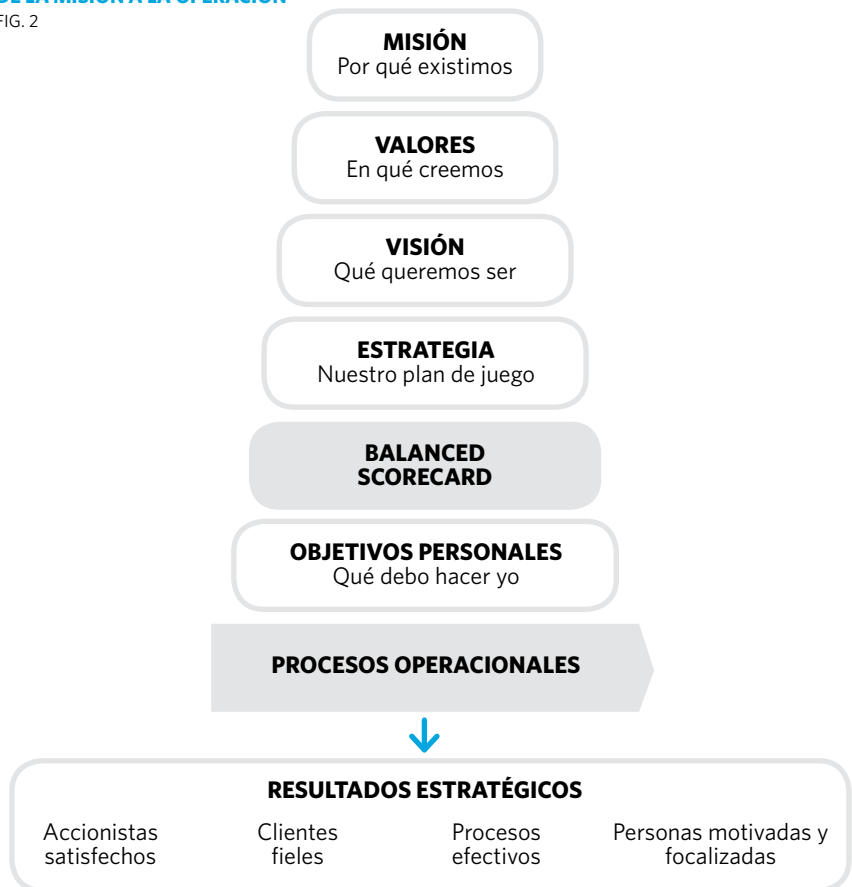 DE LA MISIÓN A LA OPERACIÓN
FIG. 2
MISIÓN
Por qué existimos
VALORES
En qué creemos
VISIÓN
Qué queremos ser
ESTRATEGIA
Nuestro plan de juego
BALANCED
SCORECARD
OBJETIVOS PERSONALES
Qué debo hacer yo
PROCESOS OPERACIONALES
RESULTADOS ESTRATÉGICOS
Accionistas
satisfechos
Clientes
fieles
Procesos
efectivos
Personas motivadas y
focalizadas